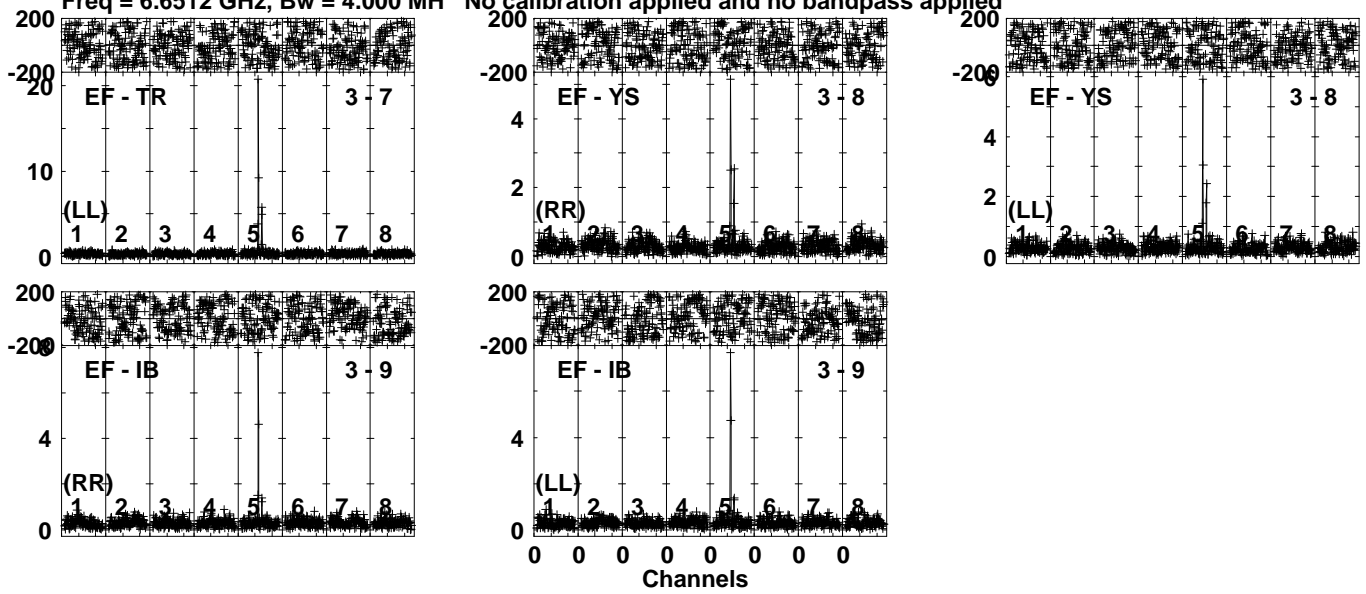 Freq = 6.6512 GHz, Bw = 4.000 MH No calibration applied and no bandpass applied
200
-200
20
10
0
EF - TR 3 - 7
(LL)
1 2 3 4 5 6 7 8
200
-200
4
2
0
EF - YS 3 - 8
(RR)
1 2 3 4 5 6 7 8
200
-200
6
4
2
0
EF - YS 3 - 8
(LL)
1 2 3 4 5 6 7 8
200
-200
8
4
0
EF - IB 3 - 9
(RR)
1 2 3 4 5 6 7 8
200
-200
4
0
EF - IB 3 - 9
(LL)
1 2 3 4 5 6 7 8
0 0 0 0 0 0 0 0
Channels